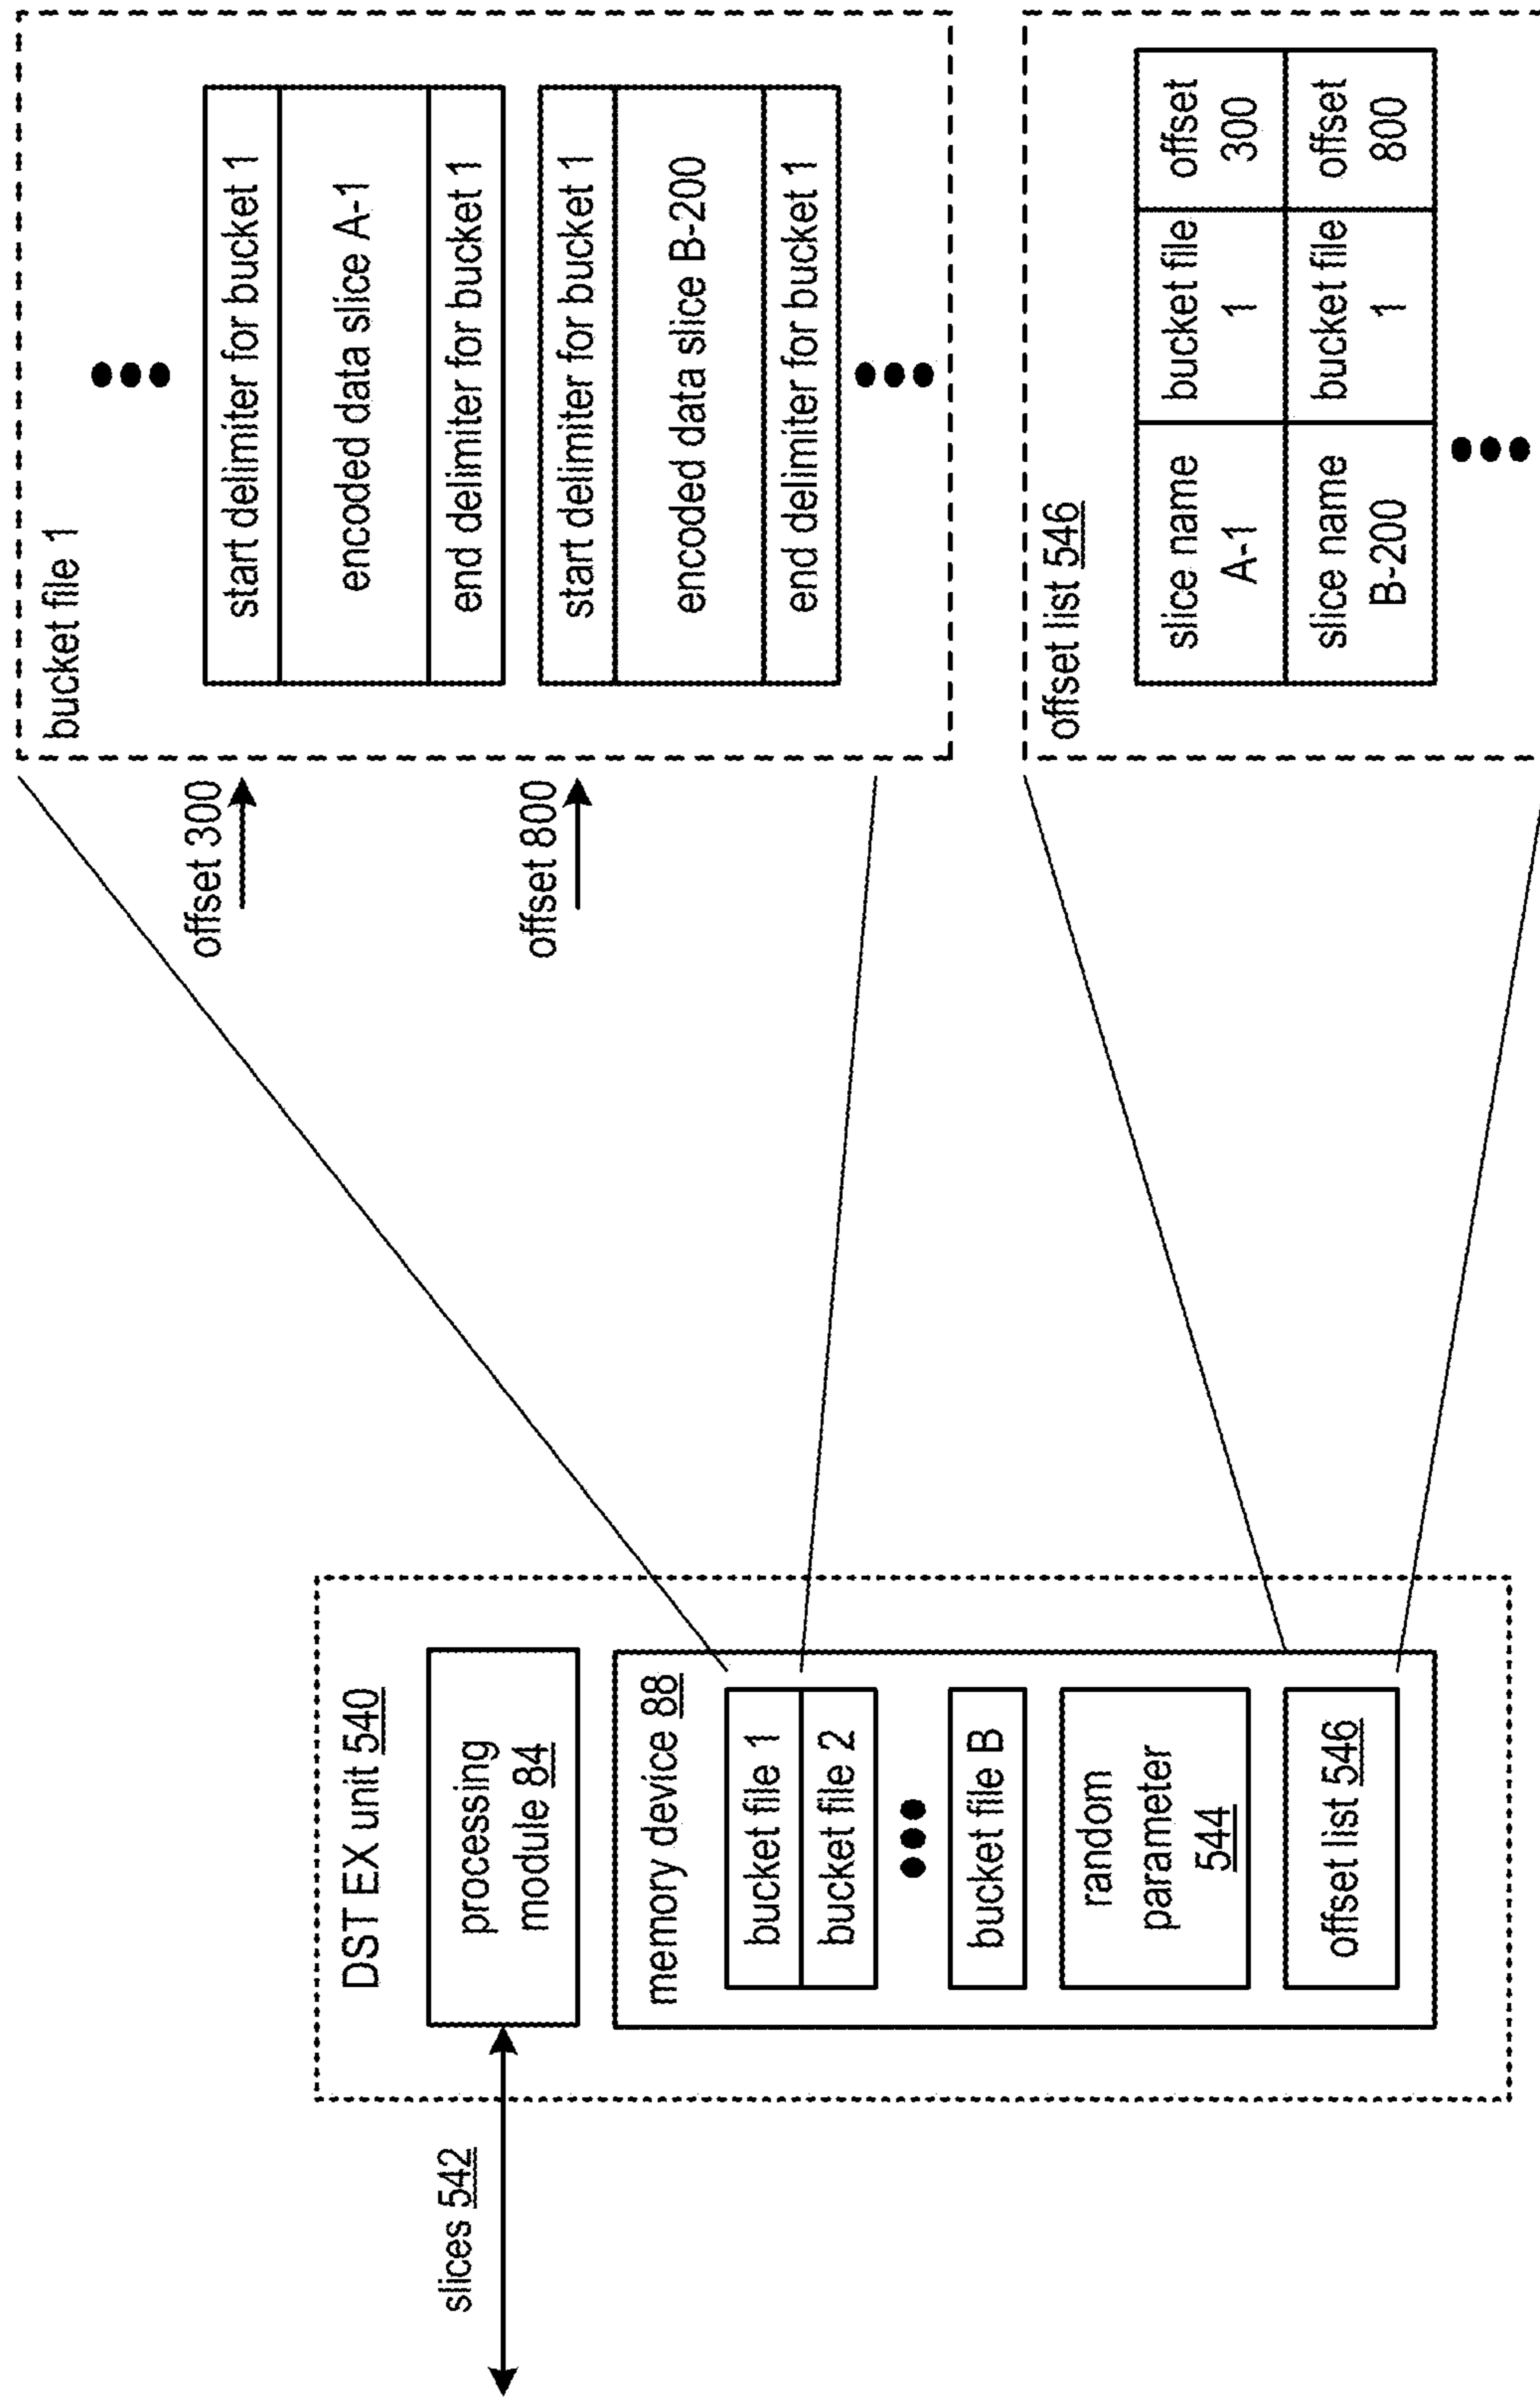 slices 542
DST EX unit 540
processing
module 84
memory device 88
bucket file 1
bucket file 2
bucket file B
random
parameter
544
offset list 546
offset 300
offset 800
bucket file 1
start delimiter for bucket 1
encoded data slice A-1
end delimiter for bucket 1
start delimiter for bucket 1
encoded data slice B-200
end delimiter for bucket 1
offset list 546
slice name
A-1
bucket file
1
offset
300
slice name
B-200
bucket file
1
offset
800